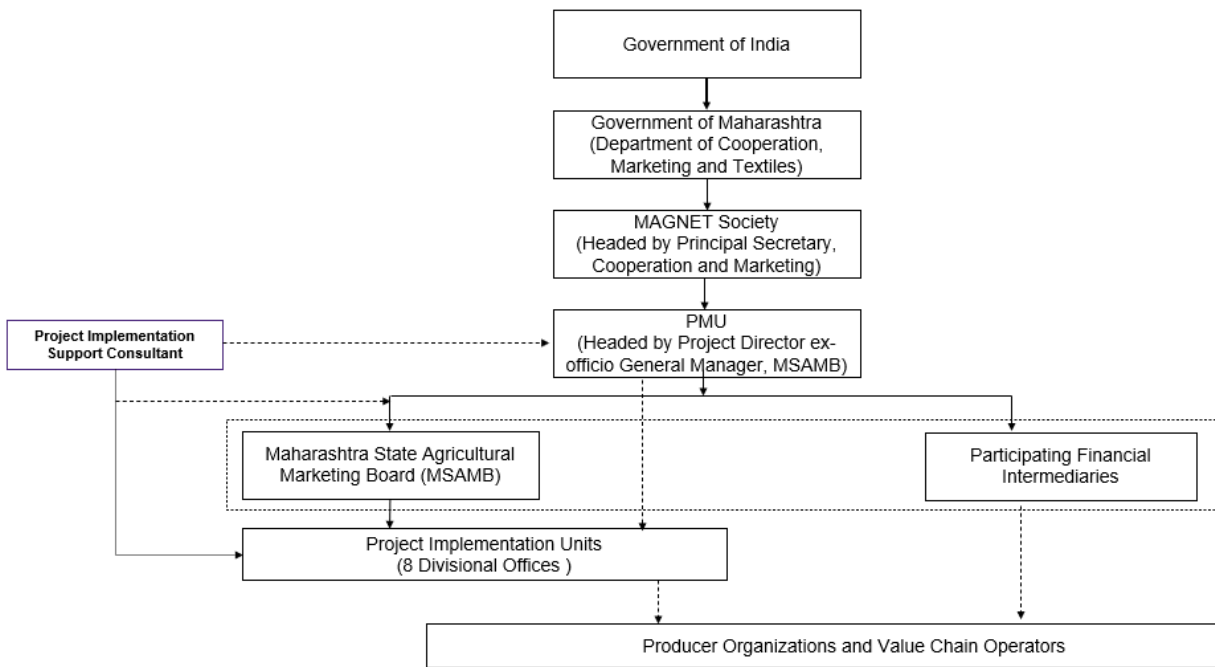 Government of India
Government of Maharashtra
(Department of Cooperation,
Marketing and Textiles)
MAGNET Society
(Headed by Principal Secretary,
Cooperation and Marketing)
Project Implementation
Support Consultant
PMU
(Headed by Project Director ex-
officio General Manager, MSAMB)
Maharashtra State Agricultural
Marketing Board (MSAMB)
Participating Financial
Intermediaries
Project Implementation Units
(8 Divisional Offices )
Producer Organizations and Value Chain Operators